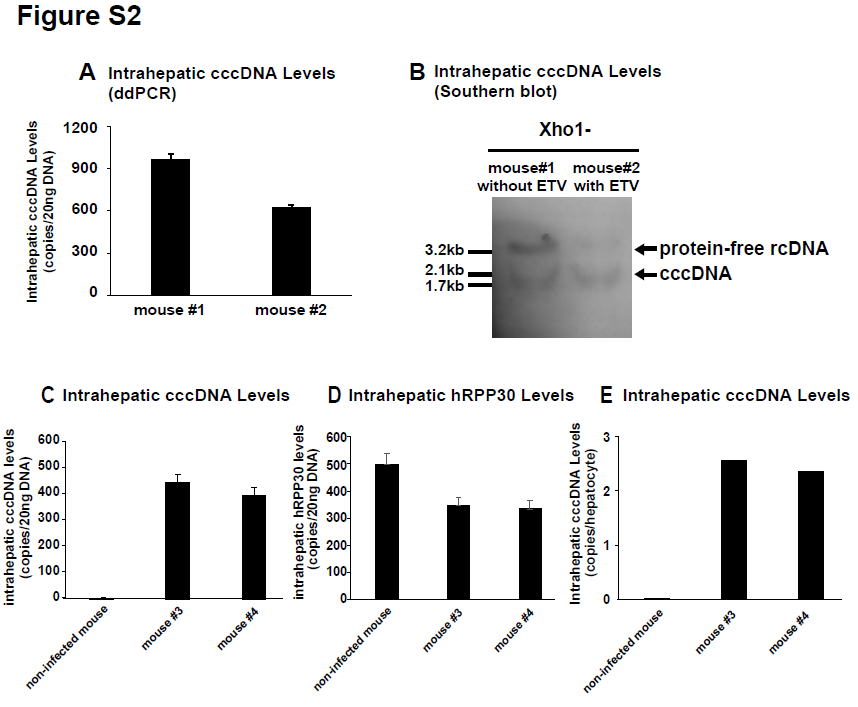 Figure S2
A Intrahepatic cccDNA Levels
(ddPCR)
Intrahepatic cccDNA Levels
(copies/20ng DNA)
1200
900
600
300
0
mouse #1 mouse #2
B Intrahepatic cccDNA Levels
(Southern blot)
Xho1-
mouse#1 mouse#2
without ETV with ETV
3.2kb
2.1kb
1.7kb
protein-free rcDNA
cccDNA
C Intrahepatic cccDNA Levels
intrahepatic cccDNA levels
(copies/20ng DNA)
600
500
400
300
200
100
0
non-infected mouse
mouse #3
mouse #4
D Intrahepatic hRPP30 Levels
intrahepatic hRPP30 levels
(copies/20ng DNA)
600
500
400
300
200
100
0
non-infected mouse
mouse #3
mouse #4
E Intrahepatic cccDNA Levels
Intrahepatic cccDNA Levels
(copies/hepatocyte)
3
2
1
0
non-infected mouse
mouse #3
mouse #4